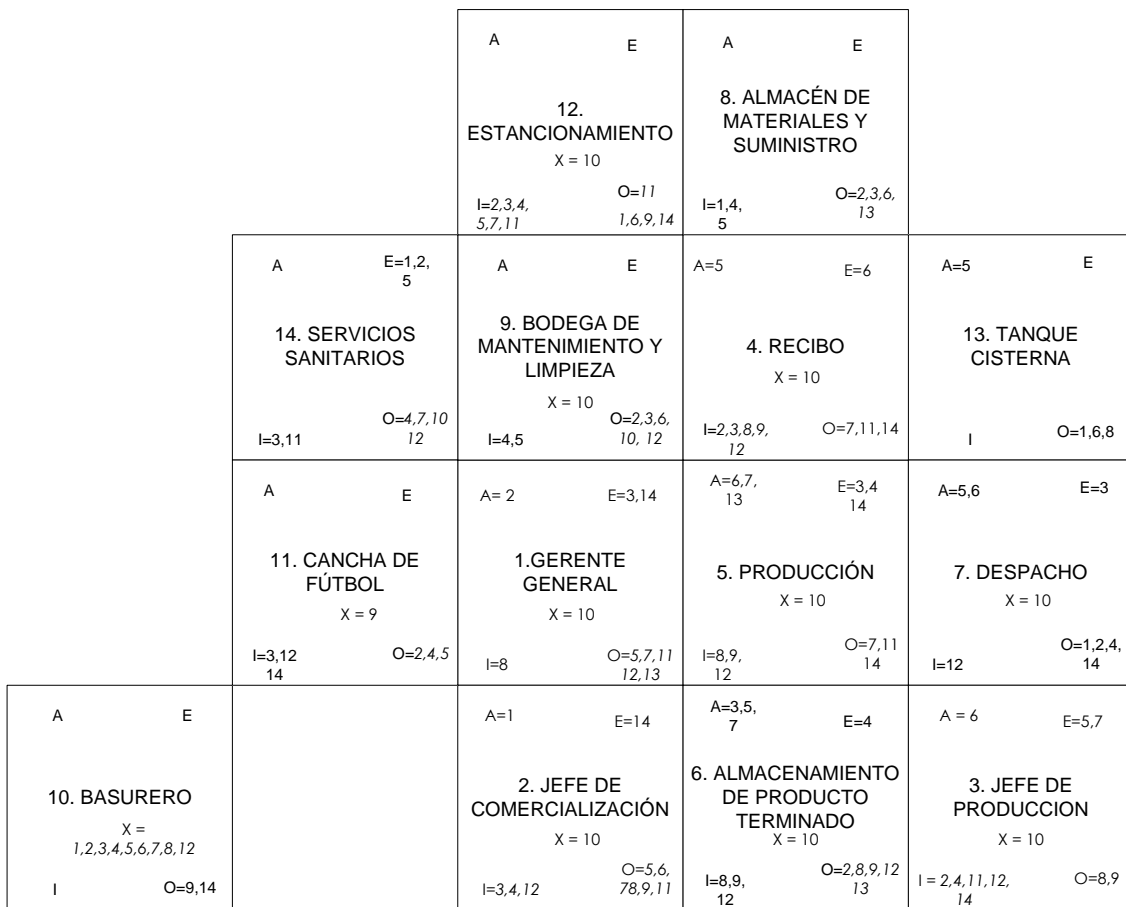 A E
12.
ESTANCIONAMIENTO
X = 10
I=2,3,4,
5,7,11
O=11
1,6,9,14
A E
8. ALMACÉN DE
MATERIALES Y
SUMINISTRO
I=1,4,
5
O=2,3,6,
13
A
E=1,2,
5
14. SERVICIOS
SANITARIOS
I=3,11
O=4,7,10
12
A E
9. BODEGA DE
MANTENIMIENTO Y
LIMPIEZA
X = 10
I=4,5
O=2,3,6,
10, 12
A=5 E=6
4. RECIBO
X = 10
I=2,3,8,9,
12
O=7,11,14
A=5 E
13. TANQUE
CISTERNA
I O=1,6,8
A E
11. CANCHA DE
FÚTBOL
X = 9
I=3,12
14
O=2,4,5
A= 2 E=3,14
1.GERENTE
GENERAL
X = 10
I=8
O=5,7,11
12,13
A=6,7,
13
E=3,4
14
5. PRODUCCIÓN
X = 10
I=8,9,
12
O=7,11
14
A=5,6 E=3
7. DESPACHO
X = 10
I=12
O=1,2,4,
14
A E
10. BASURERO
X =
1,2,3,4,5,6,7,8,12
I O=9,14
A=1 E=14
2. JEFE DE
COMERCIALIZACIÓN
X = 10
I=3,4,12
O=5,6,
78,9,11
A=3,5,
7
E=4
6. ALMACENAMIENTO
DE PRODUCTO
TERMINADO
X = 10
I=8,9,
12
O=2,8,9,12
13
A = 6 E=5,7
3. JEFE DE
PRODUCCION
X = 10
I = 2,4,11,12,
14
O=8,9